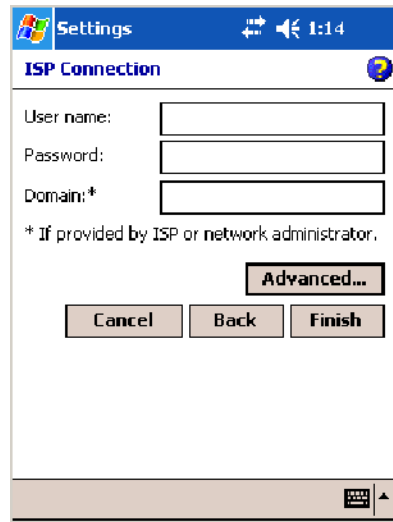 Settings 1:14
ISP Connection ?
User name:
Password:
Domain:*
* If provided by ISP or network administrator.
Advanced...
Cancel Back Finish